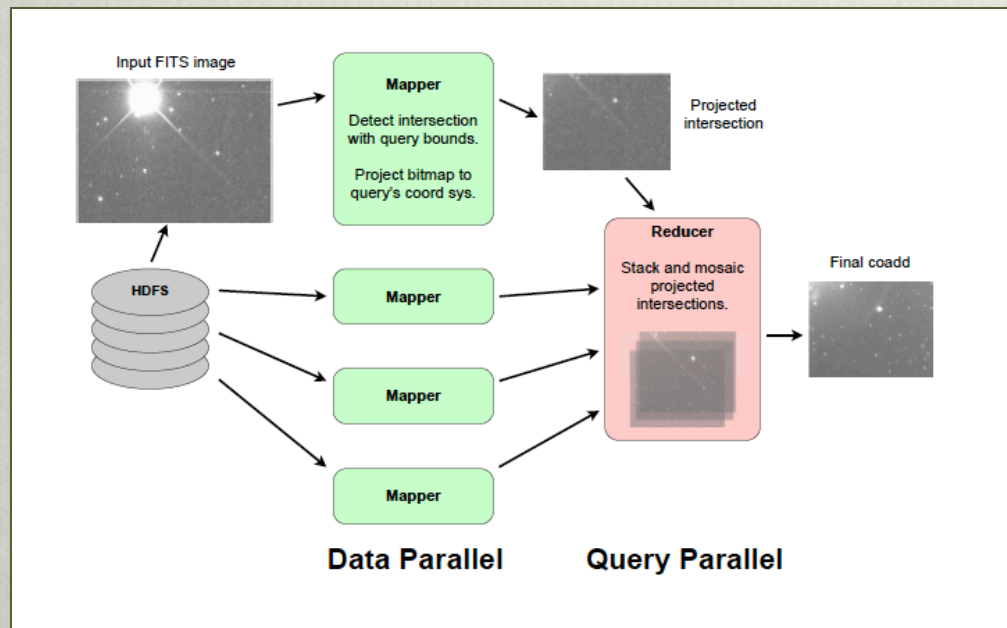 Input FITS image
Mapper
Detect intersection
with query bounds.
Project bitmap to
query's coord sys.
Projected
intersection
HDFS
Mapper
Mapper
Mapper
Reducer
Stack and mosaic
projected
intersections.
Final coadd
Data Parallel
Query Parallel